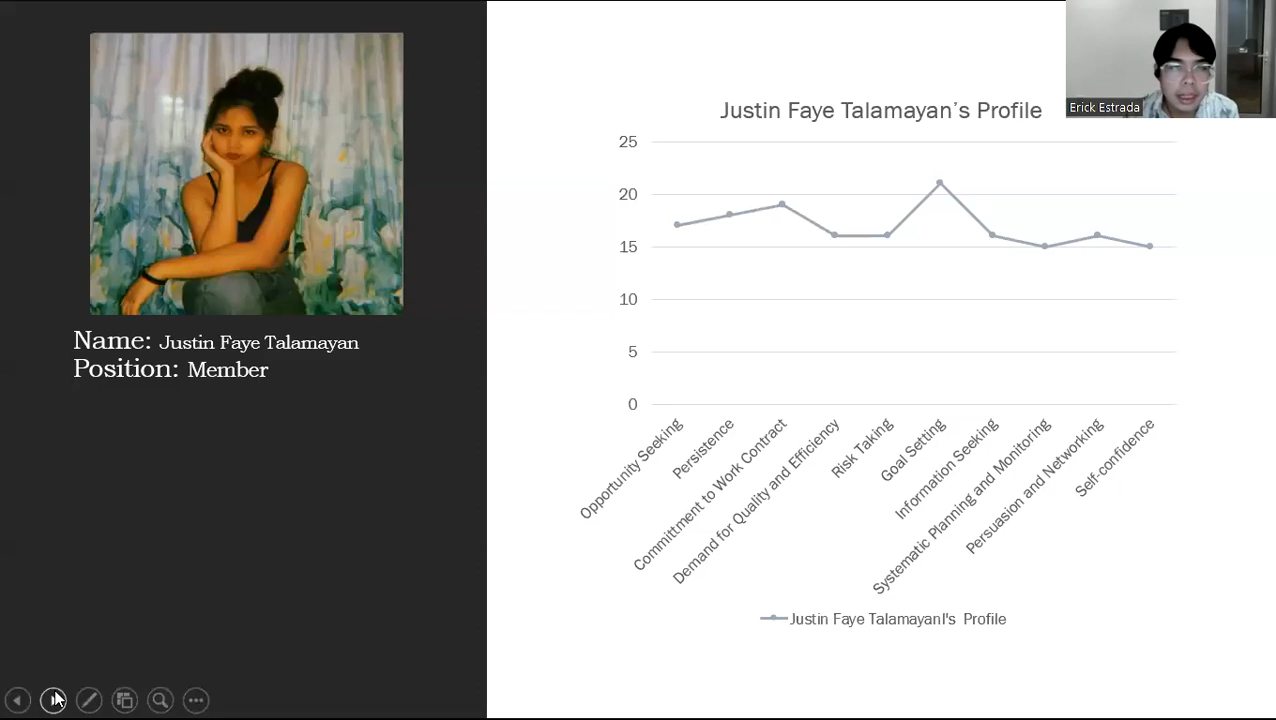 Erick Estrada
Name: Justin Faye Talamayan
Position: Member
Justin Faye Talamayan's Profile
25
20
15
10
5
0
Opportunity Seeking
Persistence
Committment to Work Contract
Demand for Quality and Efficiency
Risk Taking
Goal Setting
Information Seeking
Systematic Planning and Monitoring
Persuasion and Networking
Self-confidence
Justin Faye Talamayanl's Profile